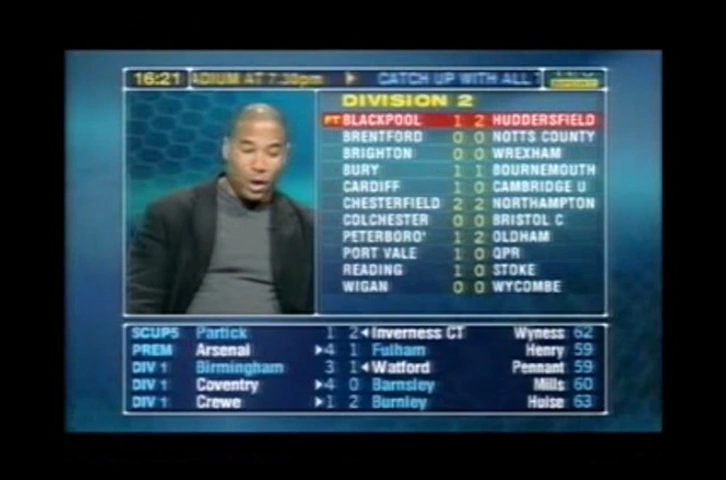 16:21 ADIUM AT 7.30pm CATCH UP WITH ALL
DIVISION 2
FT BLACKPOOL 1 2 HUDDERSFIELD
BRENTFORD 0 0 NOTTS COUNTY
BRIGHTON 0 0 WREXHAM
BURY 1 1 BOURNEMOUTH
CARDIFF 1 0 CAMBRIDGE U
CHESTERFIELD 2 2 NORTHAMPTON
COLCHESTER 0 0 BRISTOL C
PETERBORO' 1 2 OLDHAM
PORT VALE 1 0 QPR
READING 1 0 STOKE
WIGAN 0 0 WYCOMBE
SCUP5 Partick 1 2 Inverness CT Wyness 62
PREM Arsenal 4 1 Fulham Henry 59
DIV 1 Birmingham 3 1 Watford Pennant 59
DIV 1 Coventry 4 0 Barnsley Mills 60
DIV 1 Crewe 1 2 Burnley Hulse 63